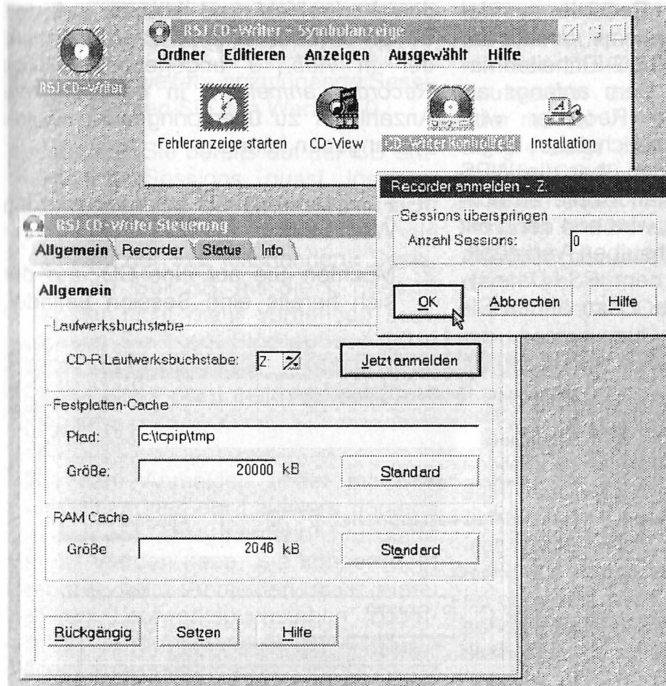 RSJ CD-Writer
RSJ CD-Writer - Symbolanzeige
Ordner Editieren Anzeigen Ausgewählt Hilfe
Fehleranzeige starten
CD-View
CD-Writer Kontrolle
Installation
Recorder anmelden - Z:
Sessions überspringen
Anzahl Sessions: 0
OK Abbrechen Hilfe
RSJ CD-Writer Steuerung
Allgemein Recorder Status Info
Allgemein
Laufwerksbuchstabe
CD-R Laufwerksbuchstabe: Z: Jetzt anmelden
Festplatten-Cache
Pfad: c:\tcpip\tmp
Größe: 20000 kB Standard
RAM Cache
Größe 2048 kB Standard
Rückgängig Setzen Hilfe